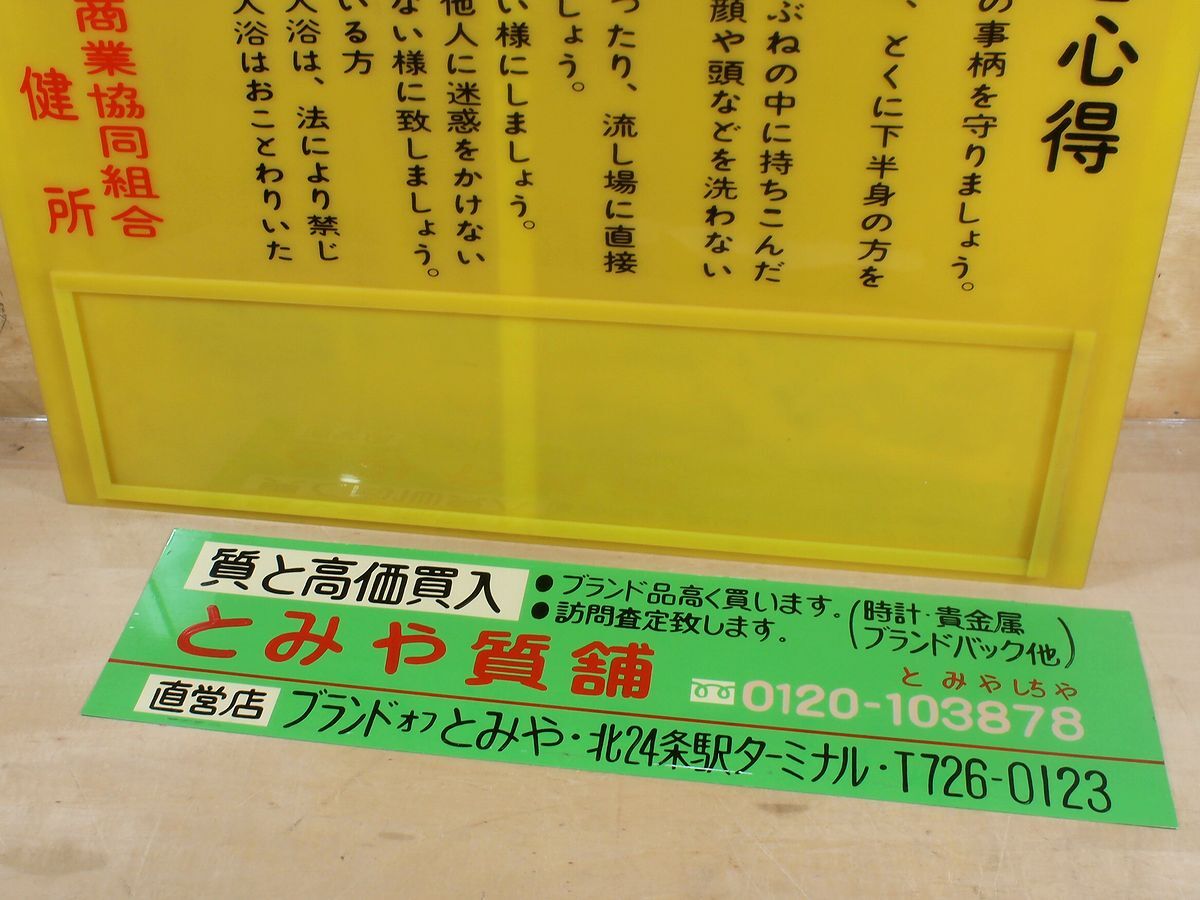 心得
の事柄を守りましょう。
、とくに下半身の方を
ぶねの中に持ちこんだ
顔や頭などを洗わない
ったり、流し場に直接
しょう。
い様にしましょう。
他人に迷惑をかけない
ない様に致しましょう。
いる方
入浴は、法により禁じ
入浴はおことわりいた
商業協同組合
健所
質と高価買入
●ブランド品高く買います。(時計・貴金属
●訪問査定致します。 ブランドバック他)
とみや質舗
とみやしちや
0120-103878
直営店 ブランドオフとみや・北24条駅ターミナル・T726-0123